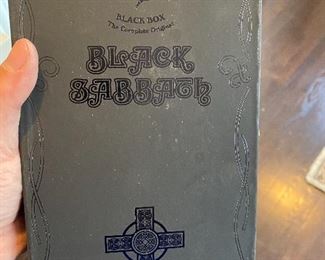 BLACK BOX
The Complete Original
BLACK
SABBATH